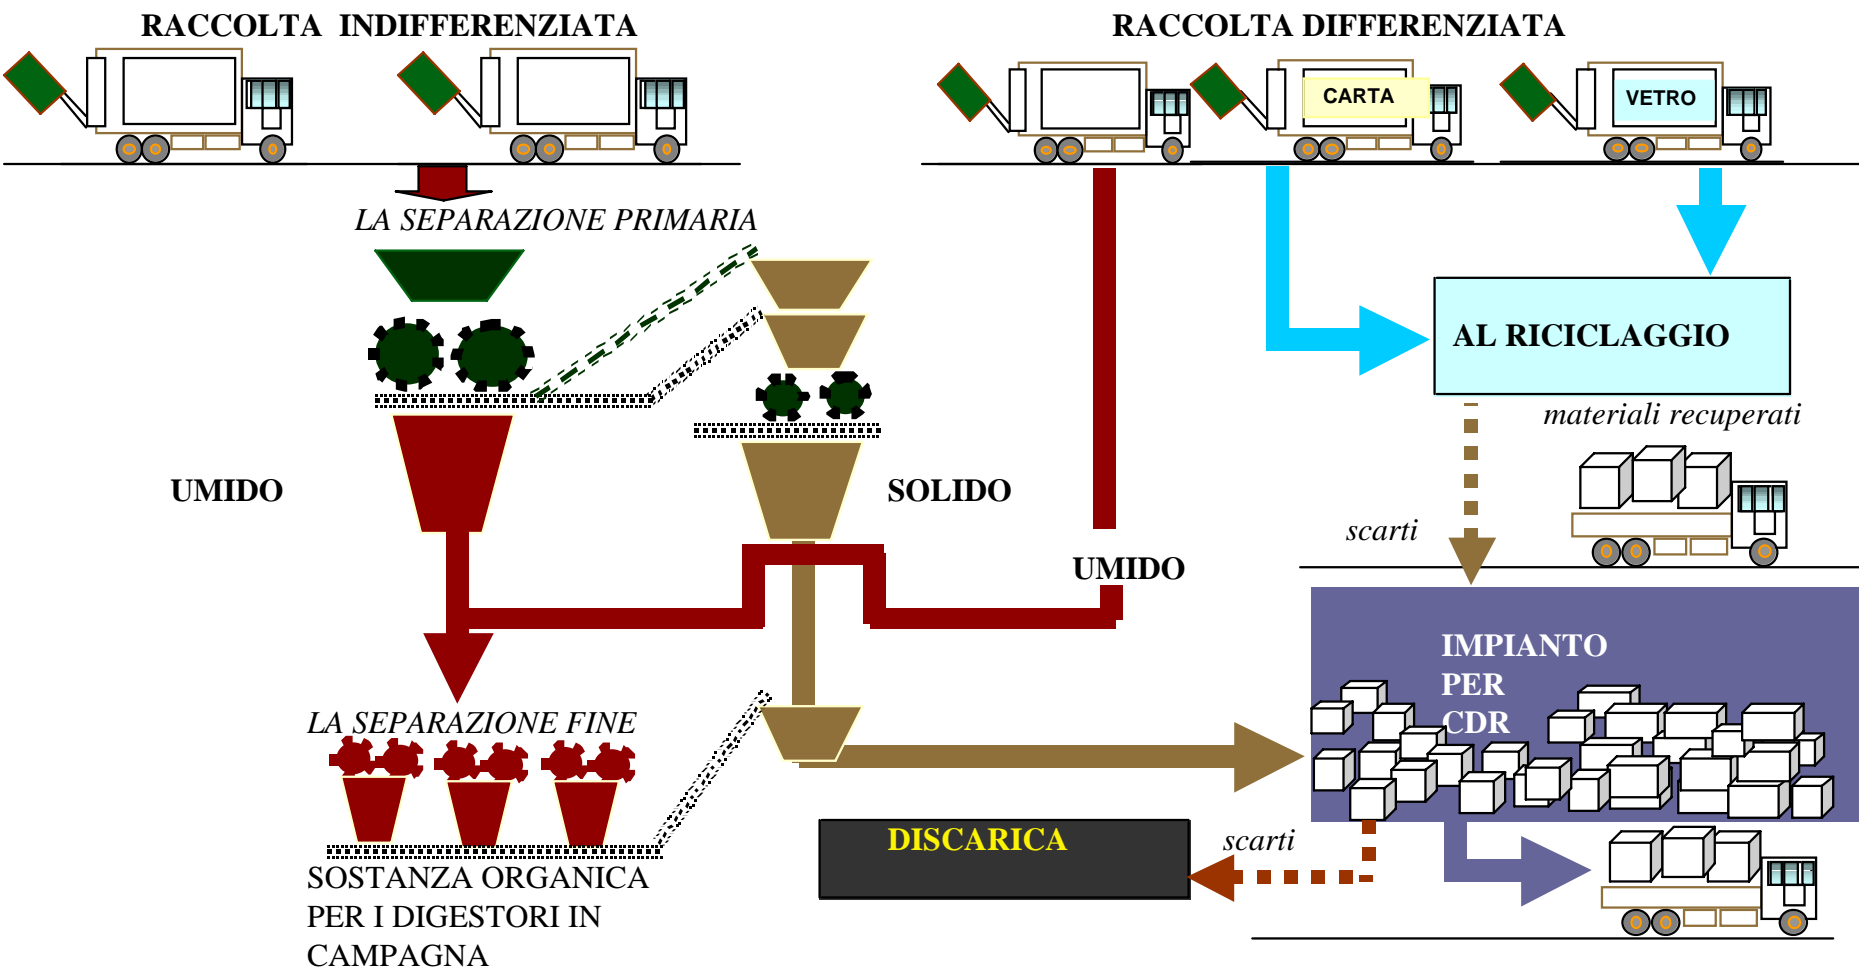 RACCOLTA INDIFFERENZIATA
RACCOLTA DIFFERENZIATA
CARTA
VETRO
LA SEPARAZIONE PRIMARIA
AL RICICLAGGIO
materiali recuperati
UMIDO
SOLIDO
scarti
UMIDO
IMPIANTO
PER
CDR
LA SEPARAZIONE FINE
DISCARICA
scarti
SOSTANZA ORGANICA
PER I DIGESTORI IN
CAMPAGNA